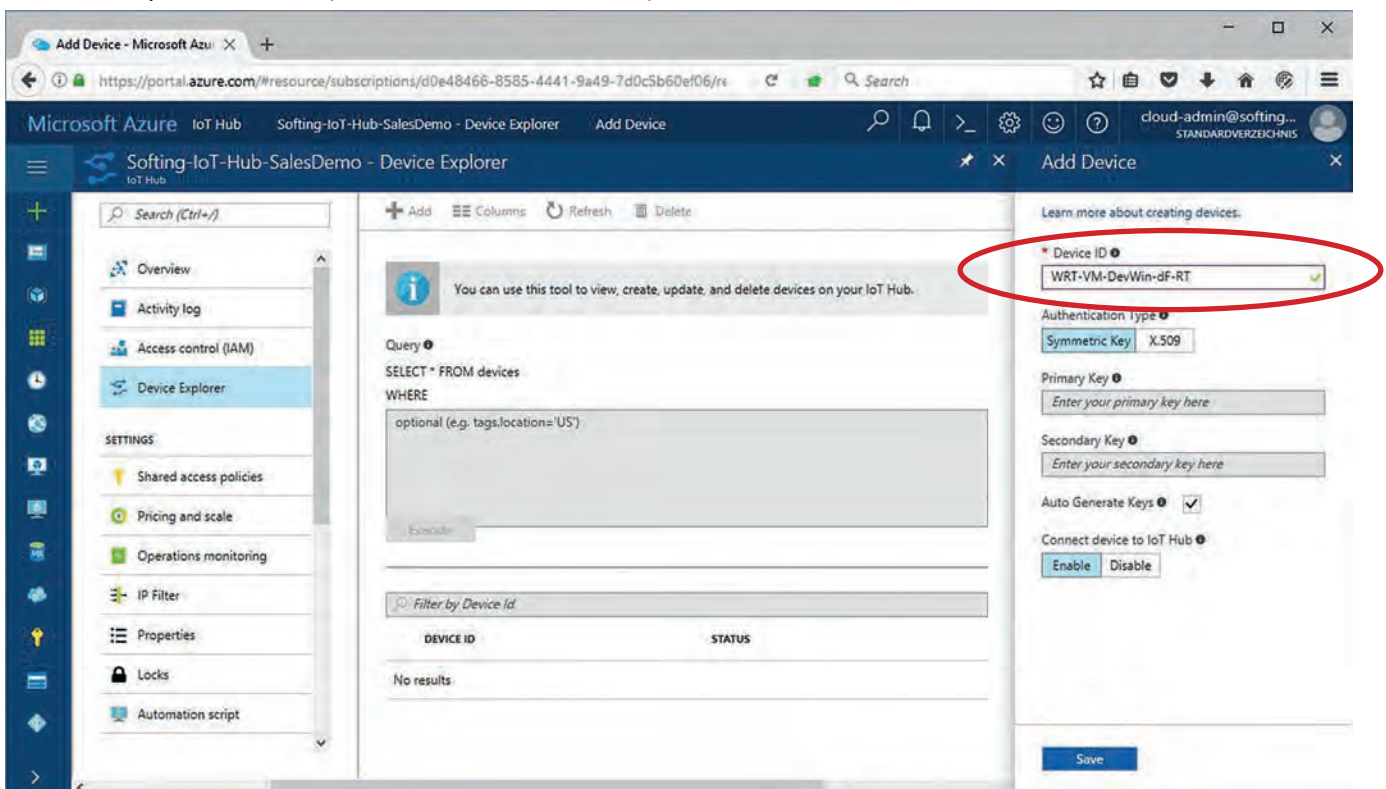 Add Device - Microsoft Azu
https://portal.azure.com/#resource/subscriptions/d0e48466-8585-4441-9a49-7d0c5b60ef06/re
Search
Microsoft Azure IoT Hub Softing-IoT-Hub-SalesDemo - Device Explorer Add Device
cloud-admin@softing...
STANDARDVERZEICHNIS
Softing-IoT-Hub-SalesDemo - Device Explorer
IoT Hub
Search (Ctrl+/)
Overview
Activity log
Access control (IAM)
Device Explorer
SETTINGS
Shared access policies
Pricing and scale
Operations monitoring
IP Filter
Properties
Locks
Automation script
Add Columns Refresh Delete
You can use this tool to view, create, update, and delete devices on your IoT Hub.
Query
SELECT * FROM devices
WHERE
optional (e.g. tags.location='US')
Execute
Filter by Device Id
DEVICE ID STATUS
No results
Add Device
Learn more about creating devices.
* Device ID
WRT-VM-DevWin-dF-RT
Authentication Type
Symmetric Key X.509
Primary Key
Enter your primary key here
Secondary Key
Enter your secondary key here
Auto Generate Keys
Connect device to IoT Hub
Enable Disable
Save